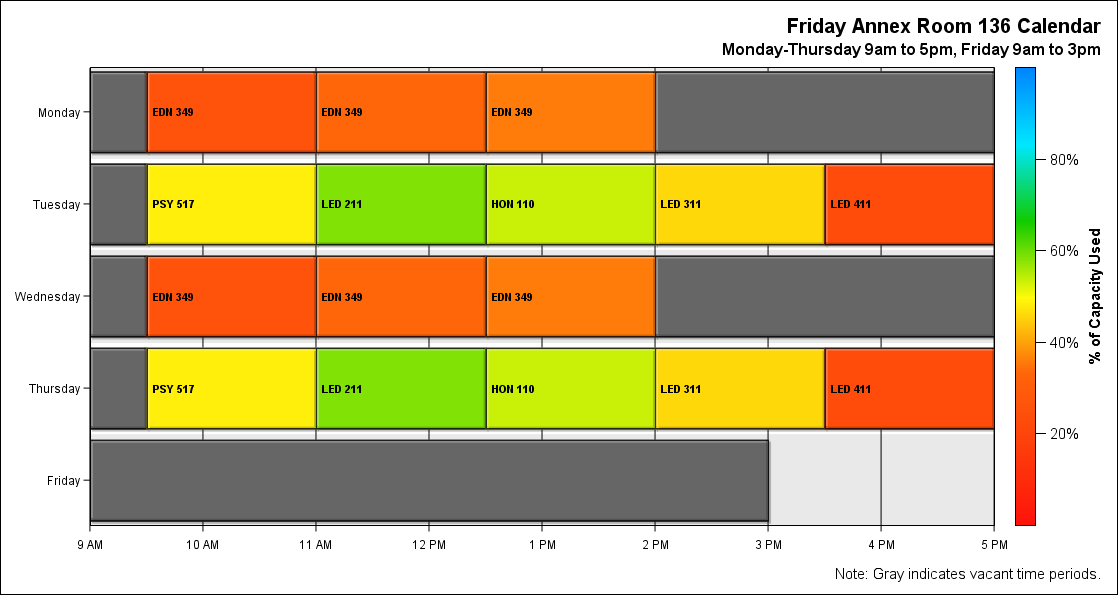 Friday Annex Room 136 Calendar
Monday-Thursday 9am to 5pm, Friday 9am to 3pm
Monday
EDN 349
EDN 349
EDN 349
Tuesday
PSY 517
LED 211
HON 110
LED 311
LED 411
Wednesday
EDN 349
EDN 349
EDN 349
Thursday
PSY 517
LED 211
HON 110
LED 311
LED 411
Friday
9 AM
10 AM
11 AM
12 PM
1 PM
2 PM
3 PM
4 PM
5 PM
80%
60%
40%
20%
% of Capacity Used
Note: Gray indicates vacant time periods.